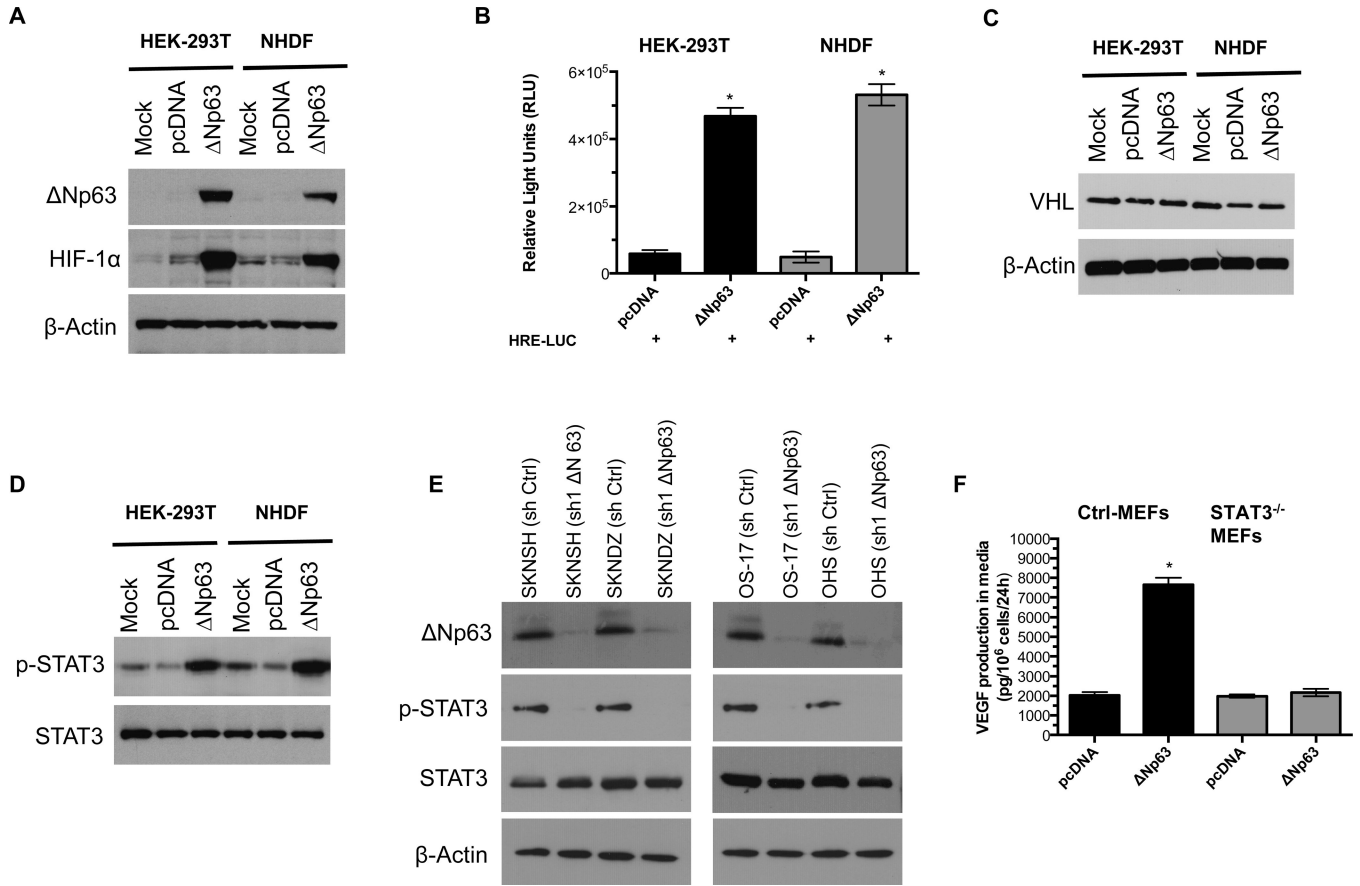 A
HEK-293T NHDF
Mock pcDNA ΔNp63 Mock pcDNA ΔNp63
ΔNp63
HIF-1α
β-Actin
B
HEK-293T NHDF
Relative Light Units (RLU)
6×10⁵
4×10⁵
2×10⁵
0
* *
pcDNA ΔNp63 pcDNA ΔNp63
HRE-LUC + + + +
C
HEK-293T NHDF
Mock pcDNA ΔNp63 Mock pcDNA ΔNp63
VHL
β-Actin
D
HEK-293T NHDF
Mock pcDNA ΔNp63 Mock pcDNA ΔNp63
p-STAT3
STAT3
E
SKNSH (sh Ctrl) SKNSH (sh1 ΔN 63) SKNDZ (sh Ctrl) SKNDZ (sh1 ΔNp63) OS-17 (sh Ctrl) OS-17 (sh1 ΔNp63) OHS (sh Ctrl) OHS (sh1 ΔNp63)
ΔNp63
p-STAT3
STAT3
β-Actin
F
Ctrl-MEFs STAT3⁻/⁻
MEFs
VEGF production in media
(pg/10⁶ cells/24h)
10000
9000
8000
7000
6000
5000
4000
3000
2000
1000
0
*
pcDNA ΔNp63 pcDNA ΔNp63